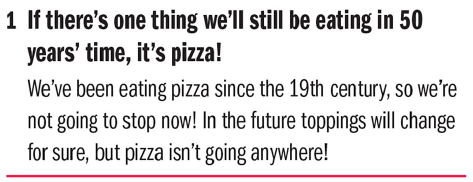 1 If there's one thing we'll still be eating in 50
years' time, it's pizza!
We've been eating pizza since the 19th century, so we're
not going to stop now! In the future toppings will change
for sure, but pizza isn't going anywhere!